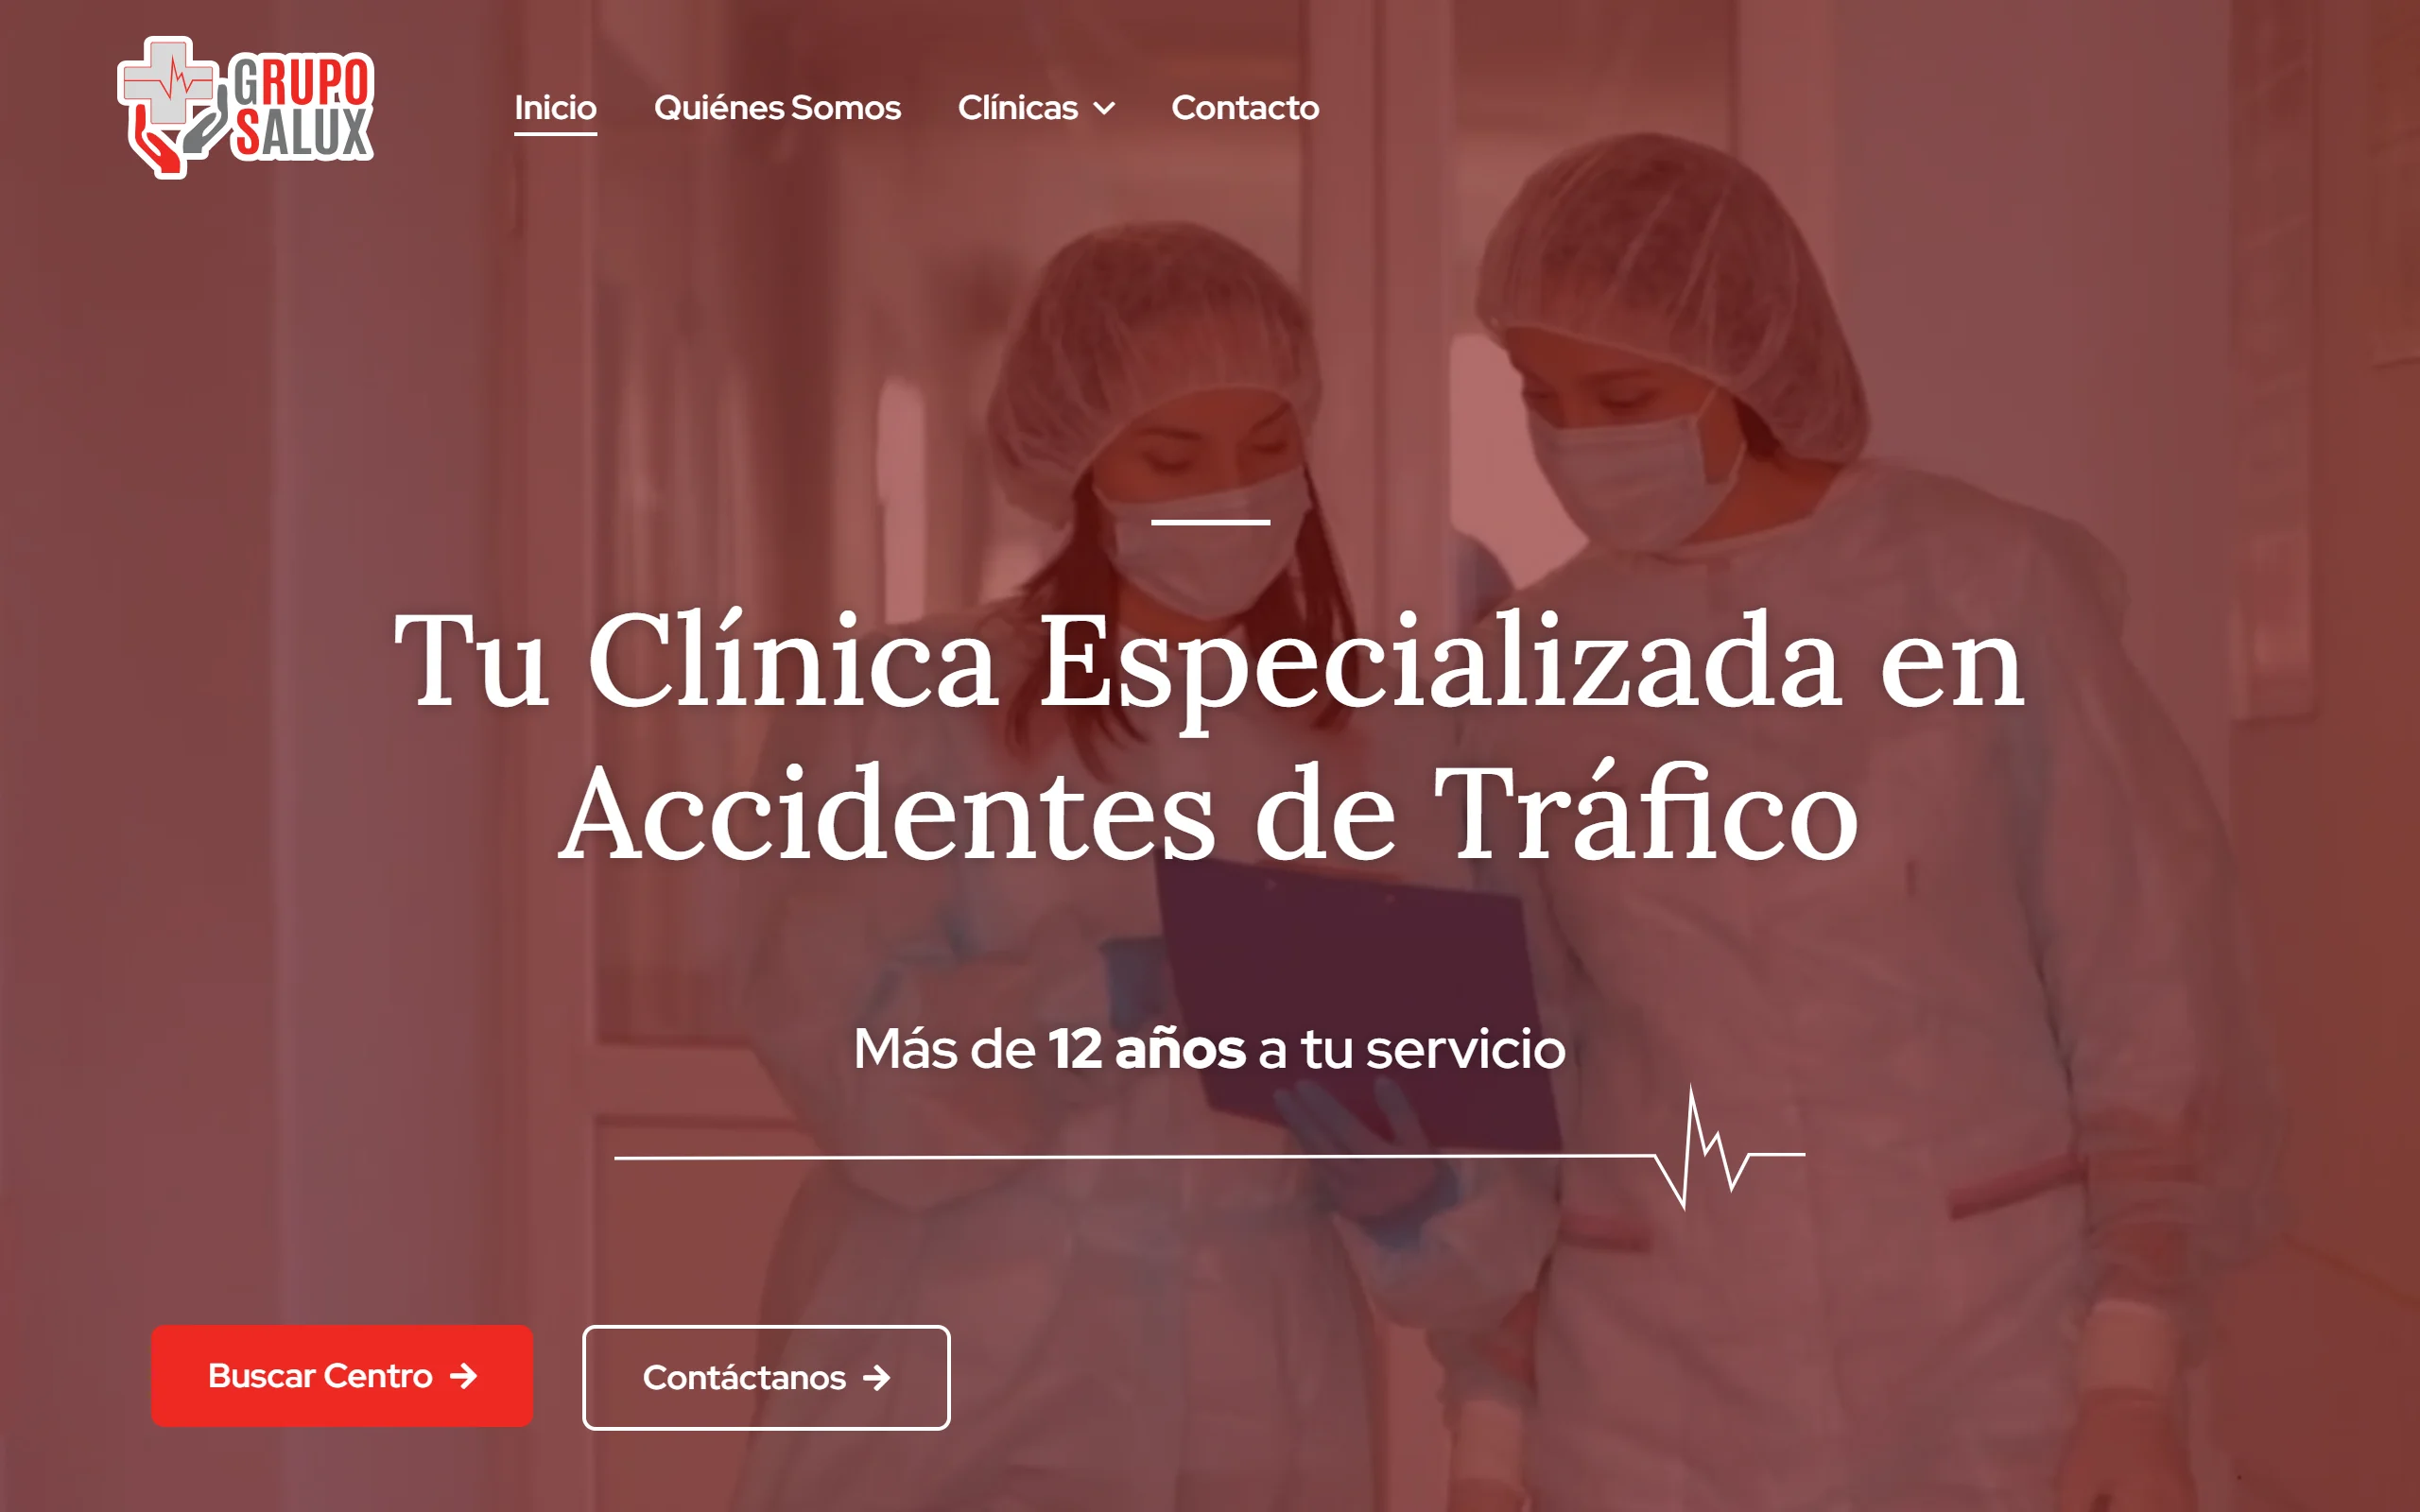 GRUPO
SALUX
Inicio
Quiénes Somos
Clínicas
Contacto
Tu Clínica Especializada en
Accidentes de Tráfico
Más de 12 años a tu servicio
Buscar Centro
Contáctanos